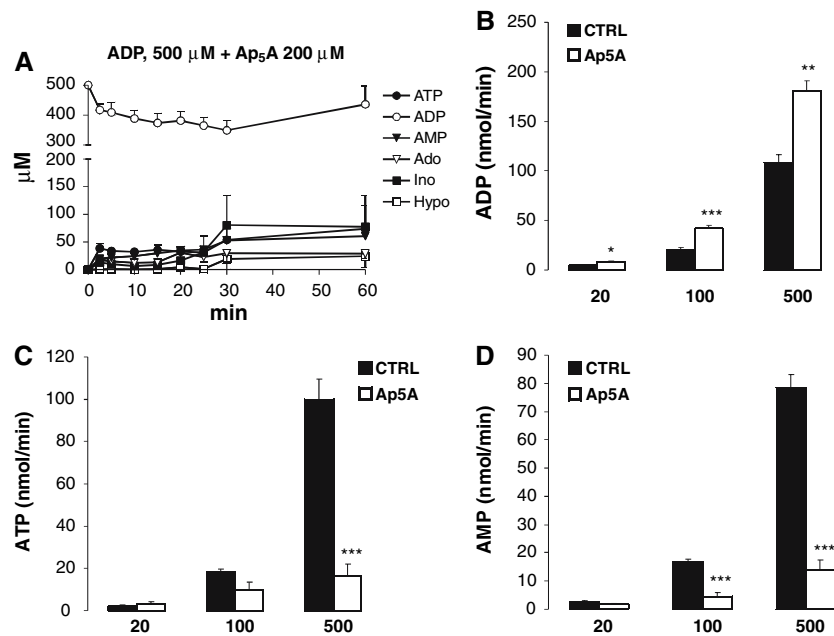 A
ADP, 500 µM + Ap₅A 200 µM
500
400
300
200
150
100
50
0
µM
0 10 20 30 40 50 60
min
ATP
ADP
AMP
Ado
Ino
Hypo
B
250
200
150
100
50
0
ADP (nmol/min)
CTRL
Ap5A
*
***
**
20 100 500
C
120
100
80
60
40
20
0
ATP (nmol/min)
CTRL
Ap5A
***
20 100 500
D
90
80
70
60
50
40
30
20
10
0
AMP (nmol/min)
CTRL
Ap5A
***
***
20 100 500